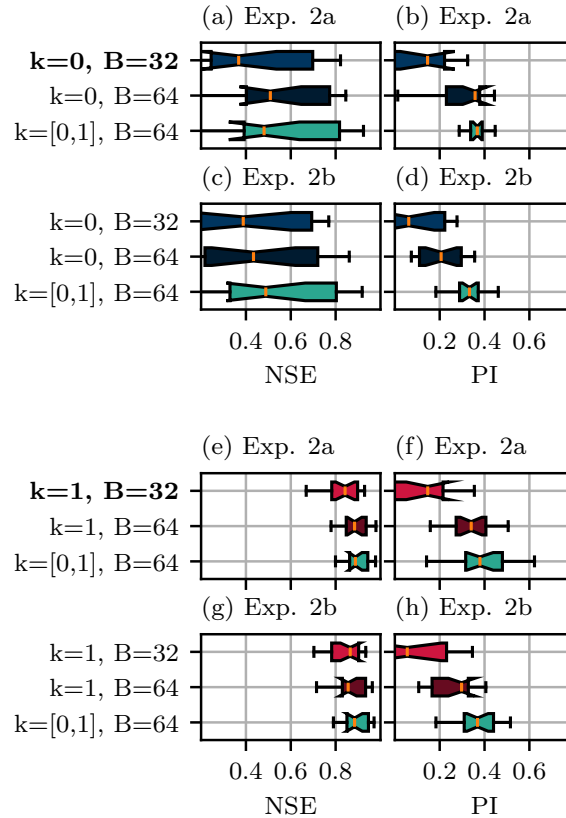 (a) Exp. 2a (b) Exp. 2a
k=0, B=32
k=0, B=64
k=[0,1], B=64
(c) Exp. 2b (d) Exp. 2b
k=0, B=32
k=0, B=64
k=[0,1], B=64
0.4 0.6 0.8 0.2 0.4 0.6
NSE PI
(e) Exp. 2a (f) Exp. 2a
k=1, B=32
k=1, B=64
k=[0,1], B=64
(g) Exp. 2b (h) Exp. 2b
k=1, B=32
k=1, B=64
k=[0,1], B=64
0.4 0.6 0.8 0.2 0.4 0.6
NSE PI